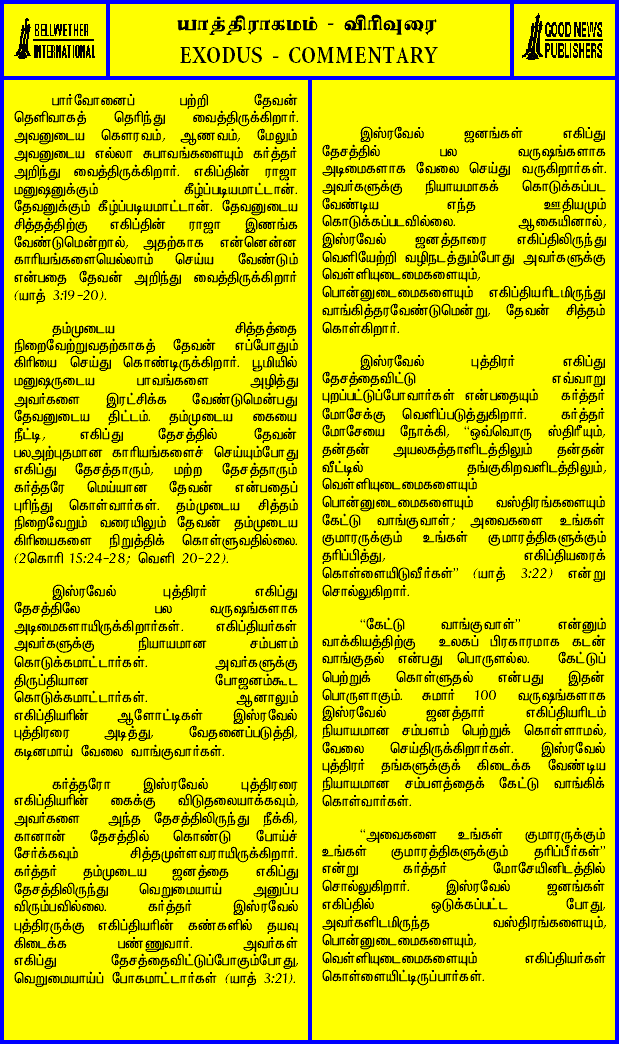 BELLWETHER
INTERNATIONAL
யாத்திராகமம் - விரிவுரை
EXODUS - COMMENTARY
GOOD NEWS
PUBLISHERS
பார்வோனைப் பற்றி தேவன்
தெளிவாகத் தெரிந்து வைத்திருக்கிறார்.
அவனுடைய கௌரவம், ஆணவம், மேலும்
அவனுடைய எல்லா சுபாவங்களையும் கர்த்தர்
அறிந்து வைத்திருக்கிறார். எகிப்தின் ராஜா
மனுஷனுக்கும் கீழ்ப்படியமாட்டான்.
தேவனுக்கும் கீழ்ப்படியமாட்டான். தேவனுடைய
சித்தத்திற்கு எகிப்தின் ராஜா இணங்க
வேண்டுமென்றால், அதற்காக என்னென்ன
காரியங்களையெல்லாம் செய்ய வேண்டும்
என்பதை தேவன் அறிந்து வைத்திருக்கிறார்
(யாத் 3:19-20).
தம்முடைய சித்தத்தை
நிறைவேற்றுவதற்காகத் தேவன் எப்போதும்
கிரியை செய்து கொண்டிருக்கிறார். பூமியில்
மனுஷருடைய பாவங்களை அழித்து
அவர்களை இரட்சிக்க வேண்டுமென்பது
தேவனுடைய திட்டம். தம்முடைய கையை
நீட்டி, எகிப்து தேசத்தில் தேவன்
பலஅற்புதமான காரியங்களைச் செய்யும்போது
எகிப்து தேசத்தாரும், மற்ற தேசத்தாரும்
கர்த்தரே மெய்யான தேவன் என்பதைப்
புரிந்து கொள்வார்கள். தம்முடைய சித்தம்
நிறைவேறும் வரையிலும் தேவன் தம்முடைய
கிரியைகளை நிறுத்திக் கொள்ளுவதில்லை.
(2கொரி 15:24-28; வெளி 20-22).
இஸ்ரவேல் புத்திரர் எகிப்து
தேசத்திலே பல வருஷங்களாக
அடிமைகளாயிருக்கிறார்கள். எகிப்தியர்கள்
அவர்களுக்கு நியாயமான சம்பளம்
கொடுக்கமாட்டார்கள். அவர்களுக்கு
திருப்தியான போஜனம்கூட
கொடுக்கமாட்டார்கள். ஆனாலும்
எகிப்தியரின் ஆளோட்டிகள் இஸ்ரவேல்
புத்திரரை அடித்து, வேதனைப்படுத்தி,
கடினமாய் வேலை வாங்குவார்கள்.
கர்த்தரோ இஸ்ரவேல் புத்திரரை
எகிப்தியரின் கைக்கு விடுதலையாக்கவும்,
அவர்களை அந்த தேசத்திலிருந்து நீக்கி,
கானான் தேசத்தில் கொண்டு போய்ச்
சேர்க்கவும் சித்தமுள்ளவராயிருக்கிறார்.
கர்த்தர் தம்முடைய ஜனத்தை எகிப்து
தேசத்திலிருந்து வெறுமையாய் அனுப்ப
விரும்பவில்லை. கர்த்தர் இஸ்ரவேல்
புத்திரருக்கு எகிப்தியரின் கண்களில் தயவு
கிடைக்க பண்ணுவார். அவர்கள்
எகிப்து தேசத்தைவிட்டுப்போகும்போது,
வெறுமையாய்ப் போகமாட்டார்கள் (யாத் 3:21).
இஸ்ரவேல் ஜனங்கள் எகிப்து
தேசத்தில் பல வருஷங்களாக
அடிமைகளாக வேலை செய்து வருகிறார்கள்.
அவர்களுக்கு நியாயமாகக் கொடுக்கப்பட
வேண்டிய எந்த ஊதியமும்
கொடுக்கப்படவில்லை. ஆகையினால்,
இஸ்ரவேல் ஜனத்தாரை எகிப்திலிருந்து
வெளியேற்றி வழிநடத்தும்போது அவர்களுக்கு
வெள்ளியுடைமைகளையும்,
பொன்னுடைமைகளையும் எகிப்தியரிடமிருந்து
வாங்கித்தரவேண்டுமென்று, தேவன் சித்தம்
கொள்கிறார்.
இஸ்ரவேல் புத்திரர் எகிப்து
தேசத்தைவிட்டு எவ்வாறு
புறப்பட்டுப்போவார்கள் என்பதையும் கர்த்தர்
மோசேக்கு வெளிப்படுத்துகிறார். கர்த்தர்
மோசேயை நோக்கி, “ஒவ்வொரு ஸ்திரீயும்,
தன்தன் அயலகத்தாளிடத்திலும் தன்தன்
வீட்டில் தங்குகிறவளிடத்திலும்,
வெள்ளியுடைமைகளையும்
பொன்னுடைமைகளையும் வஸ்திரங்களையும்
கேட்டு வாங்குவாள்; அவைகளை உங்கள்
குமாரருக்கும் உங்கள் குமாரத்திகளுக்கும்
தரிப்பித்து, எகிப்தியரைக்
கொள்ளையிடுவீர்கள்” (யாத் 3:22) என்று
சொல்லுகிறார்.
“கேட்டு வாங்குவாள்” என்னும்
வாக்கியத்திற்கு உலகப் பிரகாரமாக கடன்
வாங்குதல் என்பது பொருளல்ல. கேட்டுப்
பெற்றுக் கொள்ளுதல் என்பது இதன்
பொருளாகும். சுமார் 100 வருஷங்களாக
இஸ்ரவேல் ஜனத்தார் எகிப்தியரிடம்
நியாயமான சம்பளம் பெற்றுக் கொள்ளாமல்,
வேலை செய்திருக்கிறார்கள். இஸ்ரவேல்
புத்திரர் தங்களுக்குக் கிடைக்க வேண்டிய
நியாயமான சம்பளத்தைக் கேட்டு வாங்கிக்
கொள்வார்கள்.
“அவைகளை உங்கள் குமாரருக்கும்
உங்கள் குமாரத்திகளுக்கும் தரிப்பீர்கள்”
என்று கர்த்தர் மோசேயினிடத்தில்
சொல்லுகிறார். இஸ்ரவேல் ஜனங்கள்
எகிப்தில் ஒடுக்கப்பட்ட போது,
அவர்களிடமிருந்த வஸ்திரங்களையும்,
பொன்னுடைமைகளையும்,
வெள்ளியுடைமைகளையும் எகிப்தியர்கள்
கொள்ளையிட்டிருப்பார்கள்.